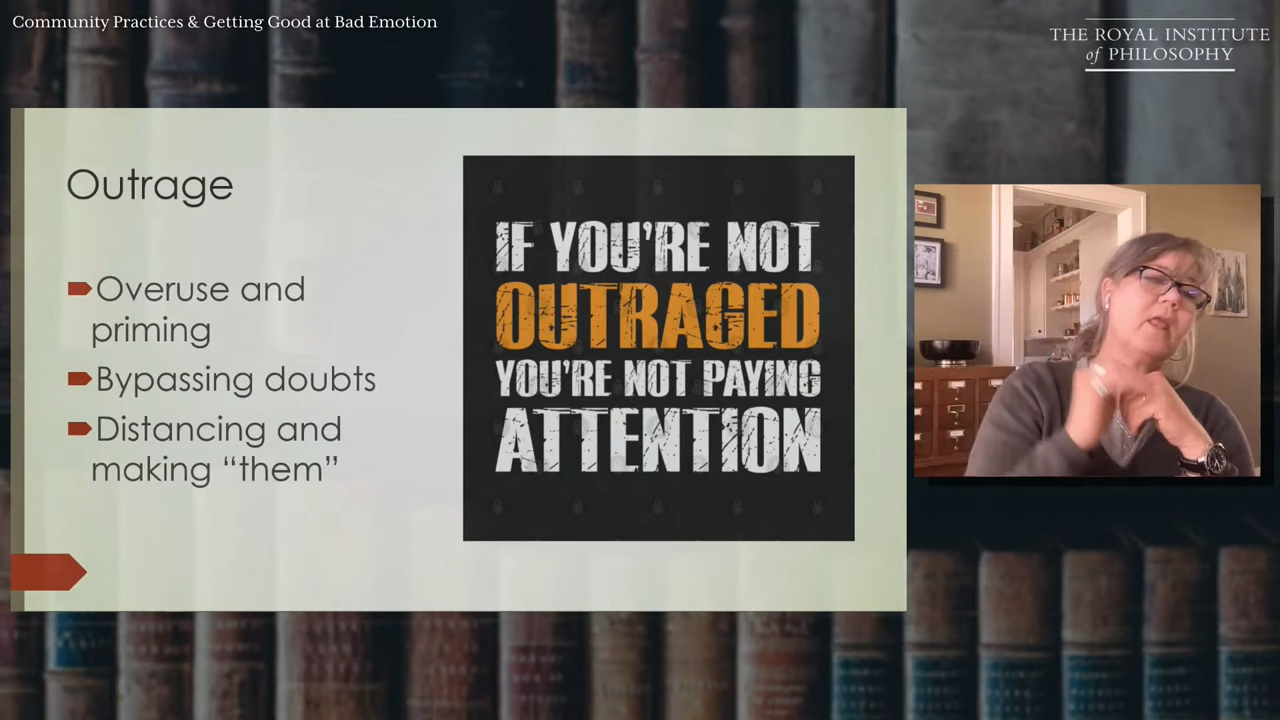 Community Practices & Getting Good at Bad Emotion
THE ROYAL INSTITUTE
of PHILOSOPHY
Outrage
Overuse and
priming
Bypassing doubts
Distancing and
making “them”
IF YOU'RE NOT
OUTRAGED
YOU'RE NOT PAYING
ATTENTION